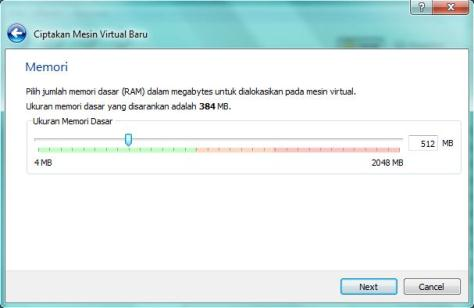 Ciptakan Mesin Virtual Baru
Memori
Pilih jumlah memori dasar (RAM) dalam megabytes untuk dialokasikan pada mesin virtual.
Ukuran memori dasar yang disarankan adalah 384 MB.
Ukuran Memori Dasar
512 MB
4 MB 2048 MB
Next Cancel